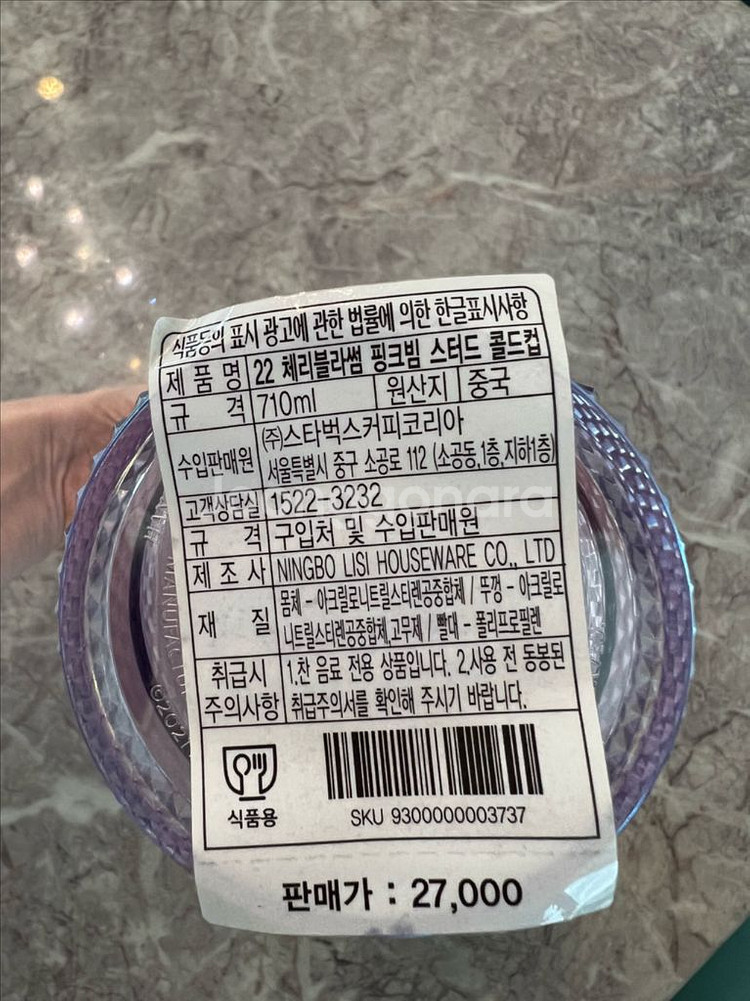 식품등의 표시 광고에 관한 법률에 의한 한글표시사항
제 품 명 22 체리블라썸 핑크빔 스터드 콜드컵
규 격 710ml 원산지 중국
수입판매원 (주)스타벅스커피코리아
서울특별시 중구 소공로 112 (소공동,1층,지하1층)
고객상담실 1522-3232
규 격 구입처 및 수입판매원
제 조 사 NINGBO LISI HOUSEWARE CO., LTD
재 질 몸체 - 아크릴로니트릴스티렌공중합체 / 뚜껑 - 아크릴로
니트릴스티렌공중합체,고무제 / 빨대 - 폴리프로필렌
취급시 주의사항 1.찬 음료 전용 상품입니다. 2.사용 전 동봉된
취급주의서를 확인해 주시기 바랍니다.
식품용
SKU 9300000003737
판매가 : 27,000
©2021